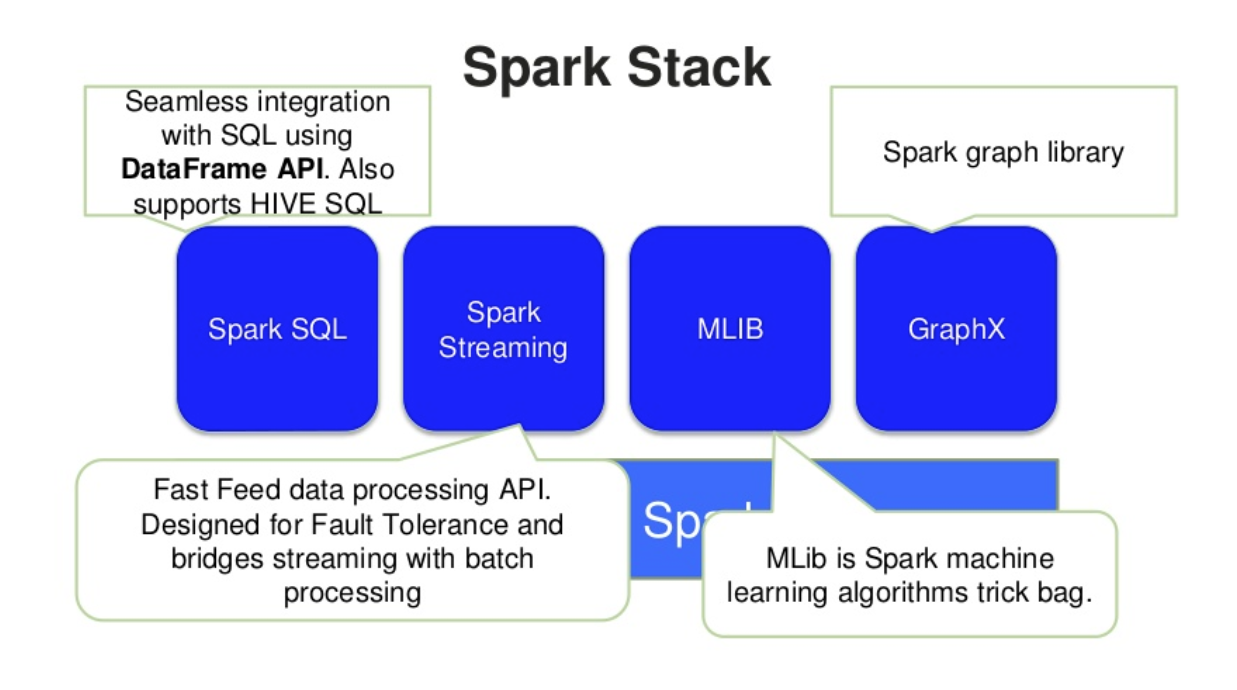 Spark Stack
Seamless integration
with SQL using
DataFrame API. Also
supports HIVE SQL
Spark graph library
Spark SQL
Spark
Streaming
MLIB
GraphX
Fast Feed data processing API.
Designed for Fault Tolerance and
bridges streaming with batch
processing
MLib is Spark machine
learning algorithms trick bag.